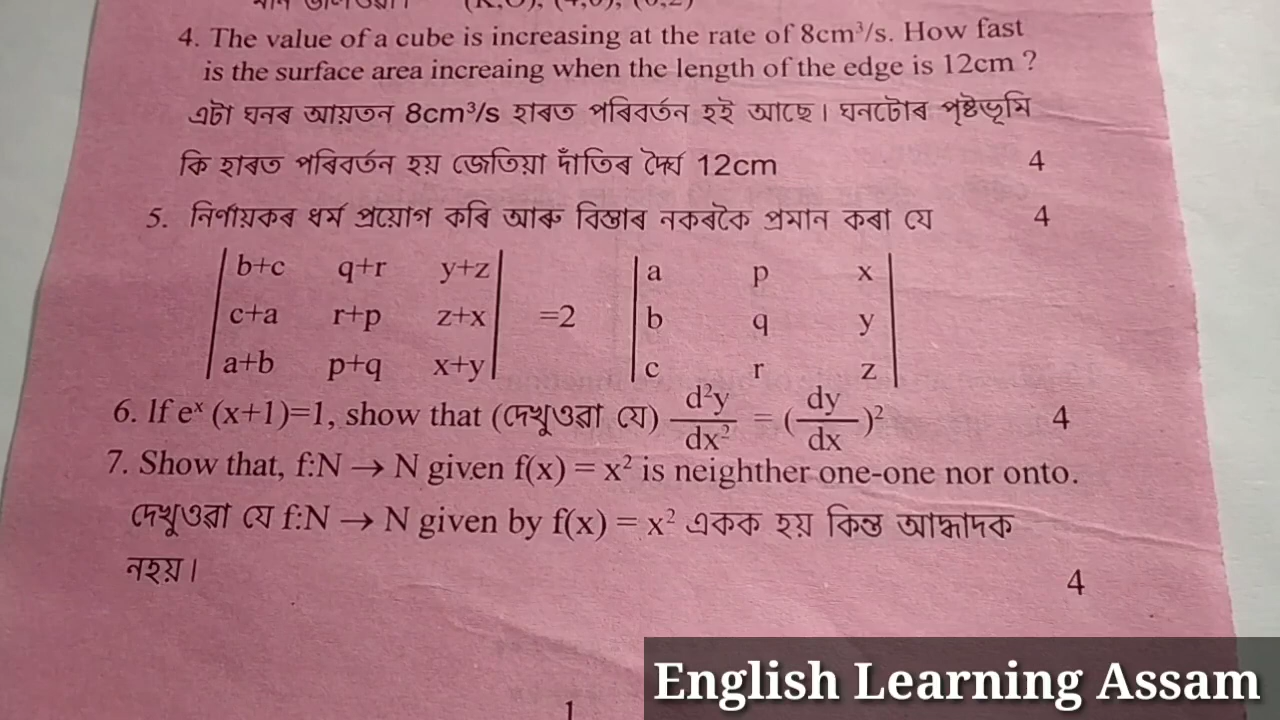 4. The value of a cube is increasing at the rate of 8cm³/s. How fast
is the surface area increaing when the length of the edge is 12cm ?
এটা ঘনৰ আয়তন 8cm³/s হাৰত পৰিবৰ্তন হই আছে। ঘনটোৰ পৃষ্টভূমি
কি হাৰত পৰিবৰ্তন হয় জেতিয়া দাঁতিৰ দৈৰ্ঘ্য 12cm 4
5. নিৰ্ণায়কৰ ধৰ্ম প্ৰয়োগ কৰি আৰু বিস্তাৰ নকৰকৈ প্ৰমান কৰা যে 4
| b+c q+r y+z | | a p x |
| c+a r+p z+x | =2 | b q y |
| a+b p+q x+y | | c r z |
6. If eˣ (x+1)=1, show that (দেখুওৱা যে) d²y/dx² = (dy/dx)² 4
7. Show that, f:N → N given f(x) = x² is neighther one-one nor onto.
দেখুওৱা যে f:N → N given by f(x) = x² একক হয় কিন্ত আচ্ছাদক
নহয়। 4
1
English Learning Assam